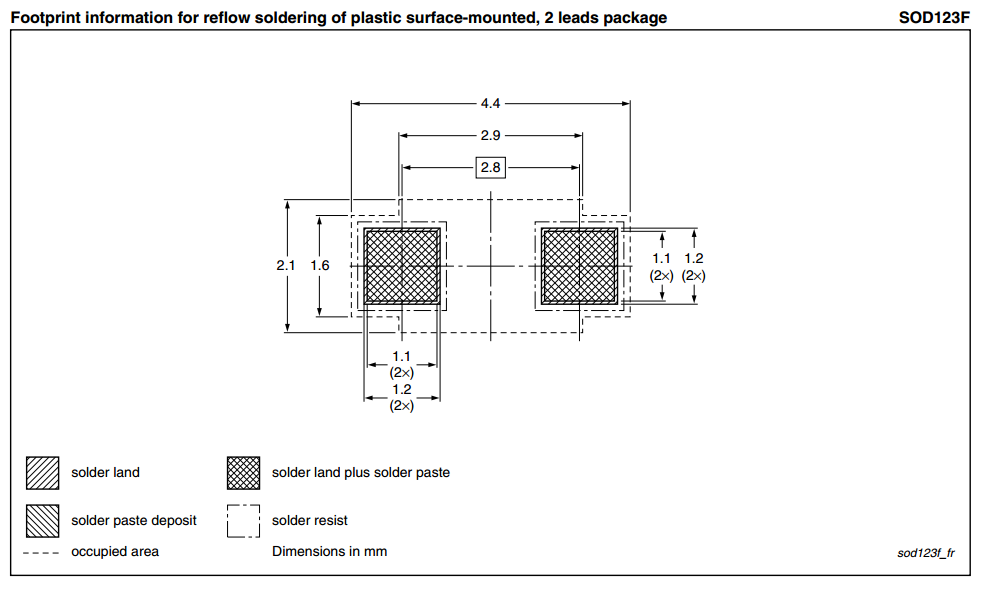 Footprint information for reflow soldering of plastic surface-mounted, 2 leads package
SOD123F
4.4
2.9
2.8
2.1
1.6
1.1
(2×)
1.2
(2×)
1.1
(2×)
1.2
(2×)
solder land
solder land plus solder paste
solder paste deposit
solder resist
occupied area
Dimensions in mm
sod123f_fr